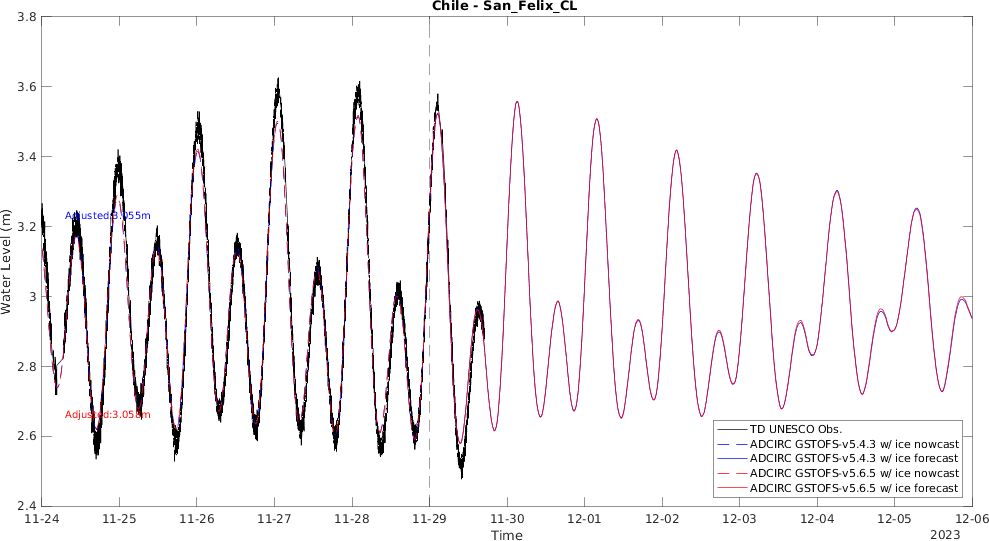 Chile - San_Felix_CL
3.8
3.6
3.4
3.2
3
2.8
2.6
2.4
Water Level (m)
Adjusted:3.055m
Adjusted:3.058m
TD UNESCO Obs.
ADCIRC GSTOFS-v5.4.3 w/ ice nowcast
ADCIRC GSTOFS-v5.4.3 w/ ice forecast
ADCIRC GSTOFS-v5.6.5 w/ ice nowcast
ADCIRC GSTOFS-v5.6.5 w/ ice forecast
11-24 11-25 11-26 11-27 11-28 11-29 11-30 12-01 12-02 12-03 12-04 12-05 12-06
Time
2023